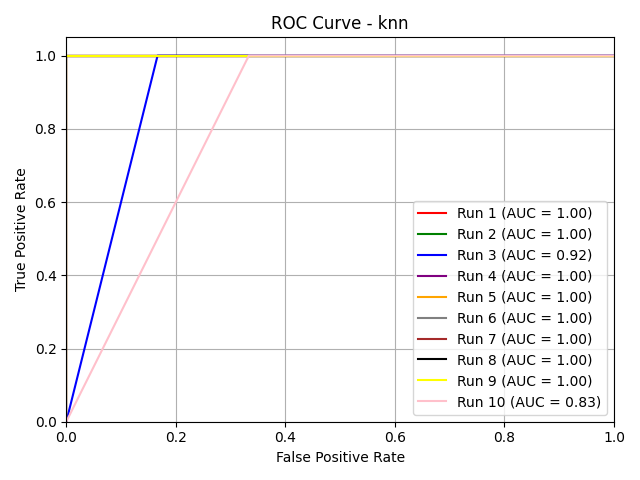 ROC Curve - knn
True Positive Rate
1.0
0.8
0.6
0.4
0.2
0.0
0.0 0.2 0.4 0.6 0.8 1.0
False Positive Rate
Run 1 (AUC = 1.00)
Run 2 (AUC = 1.00)
Run 3 (AUC = 0.92)
Run 4 (AUC = 1.00)
Run 5 (AUC = 1.00)
Run 6 (AUC = 1.00)
Run 7 (AUC = 1.00)
Run 8 (AUC = 1.00)
Run 9 (AUC = 1.00)
Run 10 (AUC = 0.83)